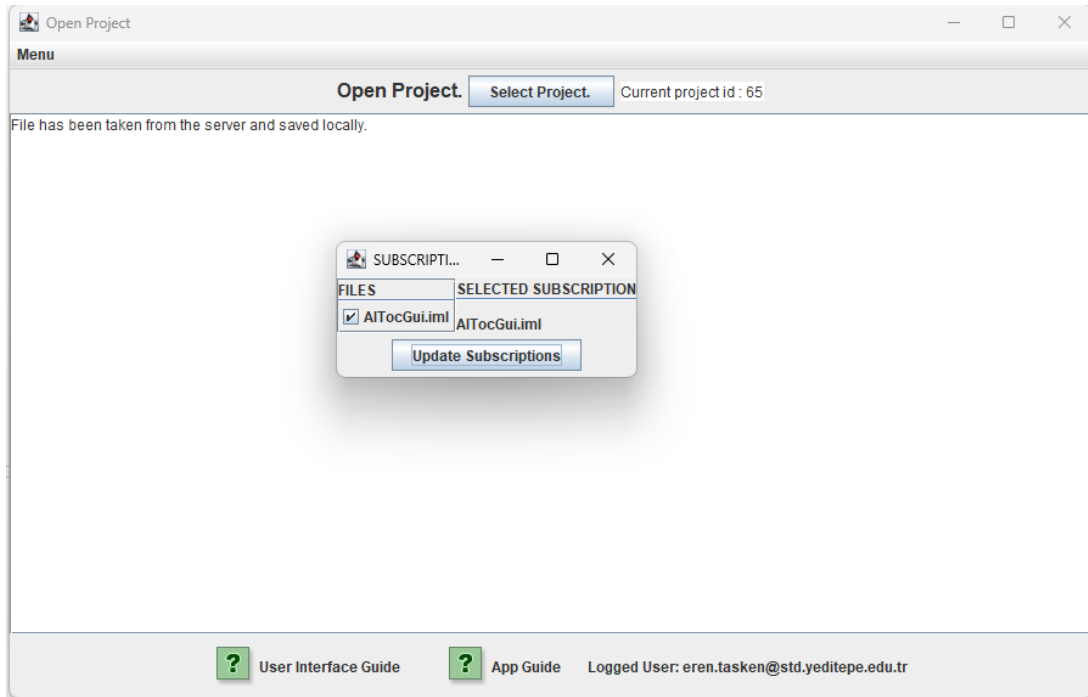 Open Project
Menu
Open Project. Select Project. Current project id : 65
File has been taken from the server and saved locally.
SUBSCRIPTI...
FILES SELECTED SUBSCRIPTION
AlTocGui.iml AlTocGui.iml
Update Subscriptions
? User Interface Guide ? App Guide Logged User: eren.tasken@std.yeditepe.edu.tr